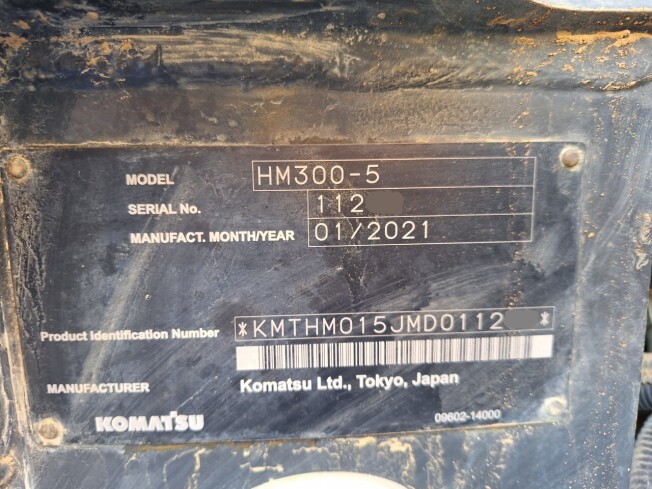 MODEL HM300-5
SERIAL No. 112
MANUFACT. MONTH/YEAR 01/2021
Product Identification Number *KMTHM015JMD0112 *
MANUFACTURER Komatsu Ltd., Tokyo, Japan
KOMATSU 09602-14000